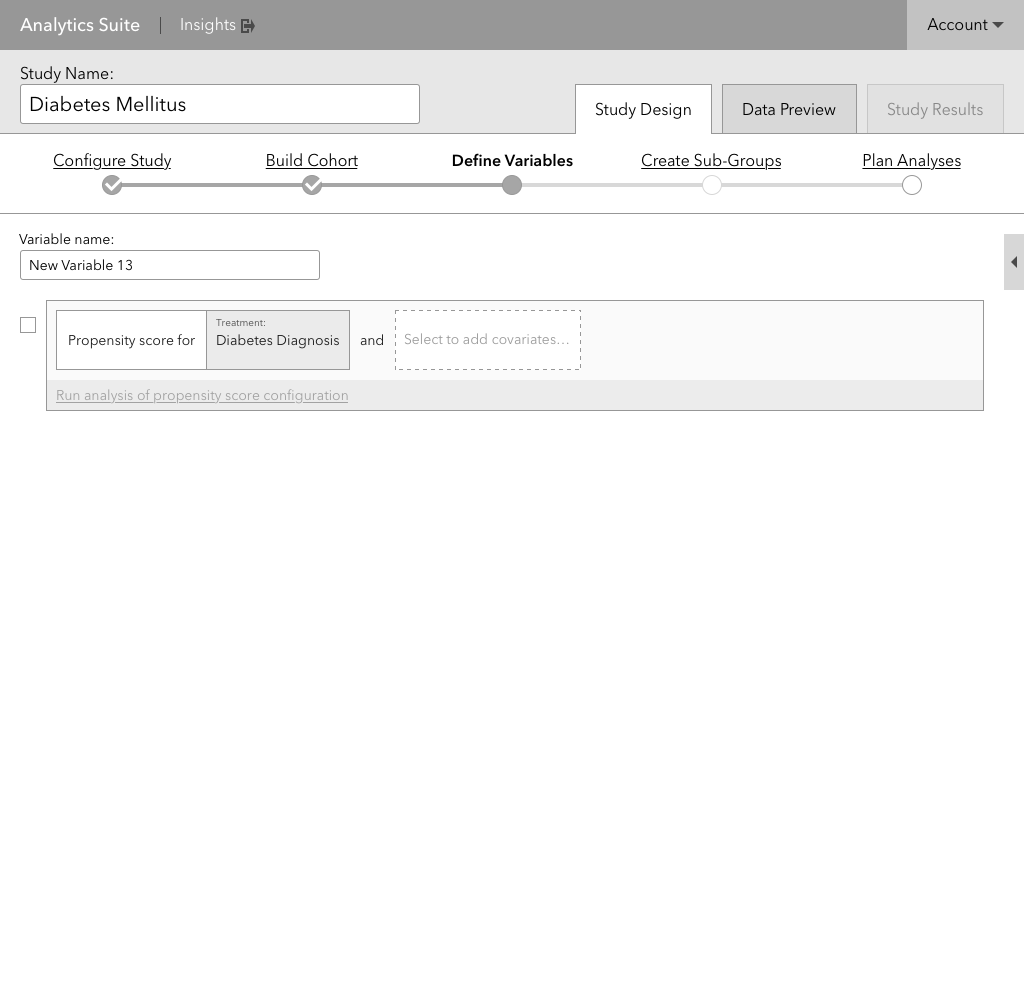 Analytics Suite | Insights Account
Study Name:
Diabetes Mellitus
Study Design Data Preview Study Results
Configure Study Build Cohort Define Variables Create Sub-Groups Plan Analyses
Variable name:
New Variable 13
Treatment:
Propensity score for Diabetes Diagnosis and Select to add covariates...
Run analysis of propensity score configuration